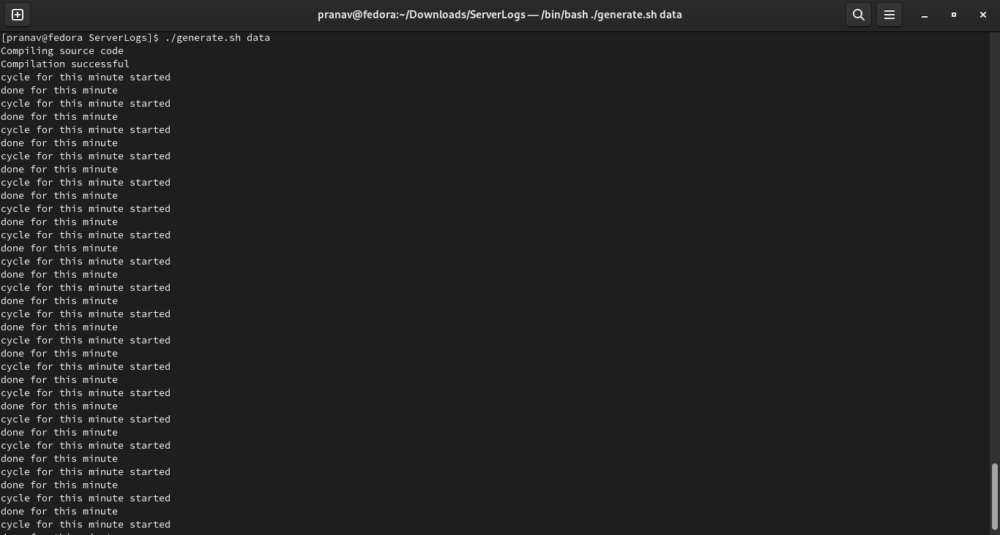 pranav@fedora:~/Downloads/ServerLogs — /bin/bash ./generate.sh data
[pranav@fedora ServerLogs]$ ./generate.sh data
Compiling source code
Compilation successful
cycle for this minute started
done for this minute
cycle for this minute started
done for this minute
cycle for this minute started
done for this minute
cycle for this minute started
done for this minute
cycle for this minute started
done for this minute
cycle for this minute started
done for this minute
cycle for this minute started
done for this minute
cycle for this minute started
done for this minute
cycle for this minute started
done for this minute
cycle for this minute started
done for this minute
cycle for this minute started
done for this minute
cycle for this minute started
done for this minute
cycle for this minute started
done for this minute
cycle for this minute started
done for this minute
cycle for this minute started
done for this minute
cycle for this minute started
done for this minute
cycle for this minute started
done for this minute
cycle for this minute started